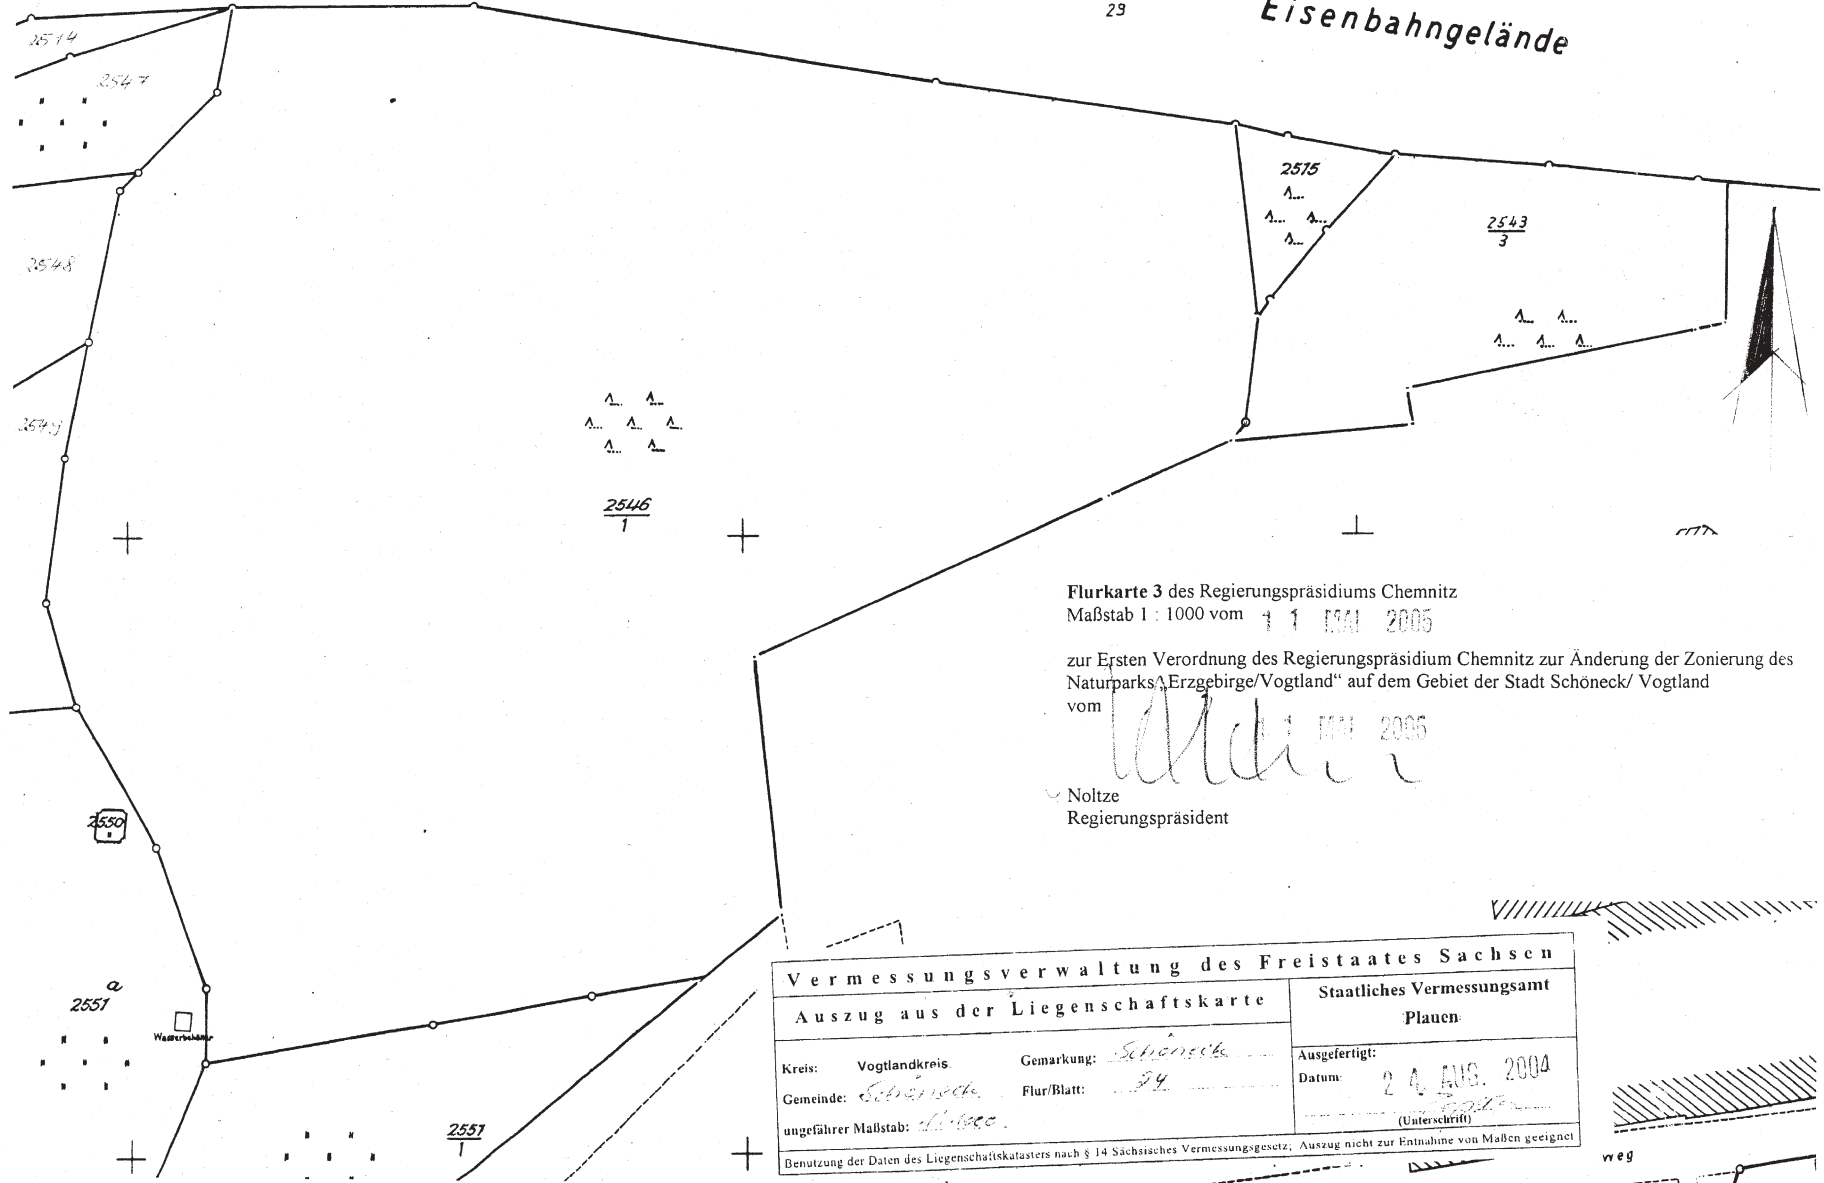 29
Eisenbahngelände
2514
2547
2515
2543
3
2548
2549
2546
1
Flurkarte 3 des Regierungspräsidiums Chemnitz
Maßstab 1 : 1000 vom 11 MAI 2005
zur Ersten Verordnung des Regierungspräsidium Chemnitz zur Änderung der Zonierung des
Naturparks „Erzgebirge/Vogtland“ auf dem Gebiet der Stadt Schöneck/ Vogtland
vom 11 MAI 2005
Noltze
Regierungspräsident
2550
a
2551
Wasserbehälter
2551
1
Vermessungsverwaltung des Freistaates Sachsen
Auszug aus der Liegenschaftskarte
Staatliches Vermessungsamt
Plauen
Kreis: Vogtlandkreis
Gemarkung: Schöneck
Gemeinde: Schöneck
Flur/Blatt:
ungefährer Maßstab:
Ausgefertigt:
Datum: 24. AUG. 2004
(Unterschrift)
Benutzung der Daten des Liegenschaftskatasters nach § 14 Sächsisches Vermessungsgesetz; Auszug nicht zur Entnahme von Maßen geeignet
weg